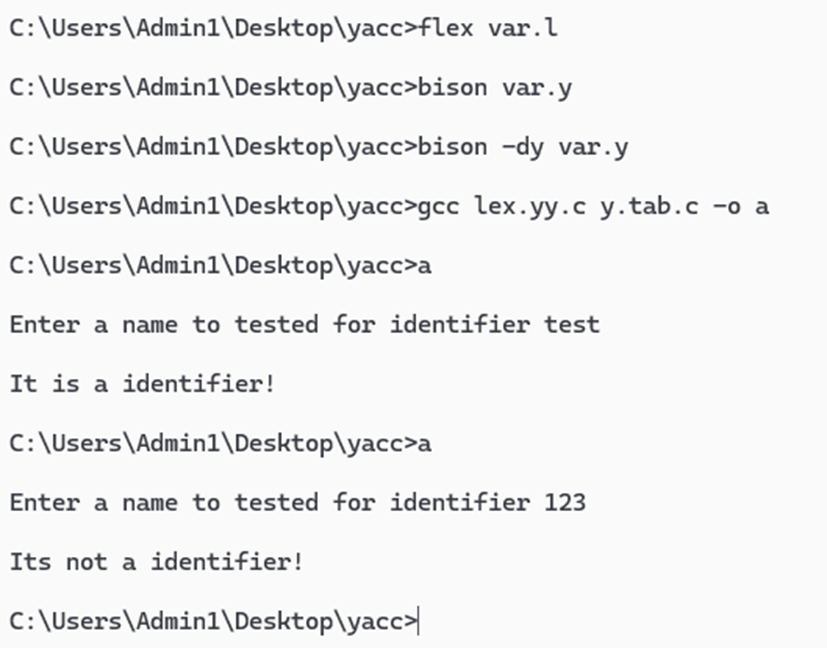 C:\Users\Admin1\Desktop\yacc>flex var.l
C:\Users\Admin1\Desktop\yacc>bison var.y
C:\Users\Admin1\Desktop\yacc>bison -dy var.y
C:\Users\Admin1\Desktop\yacc>gcc lex.yy.c y.tab.c -o a
C:\Users\Admin1\Desktop\yacc>a
Enter a name to tested for identifier test
It is a identifier!
C:\Users\Admin1\Desktop\yacc>a
Enter a name to tested for identifier 123
Its not a identifier!
C:\Users\Admin1\Desktop\yacc>